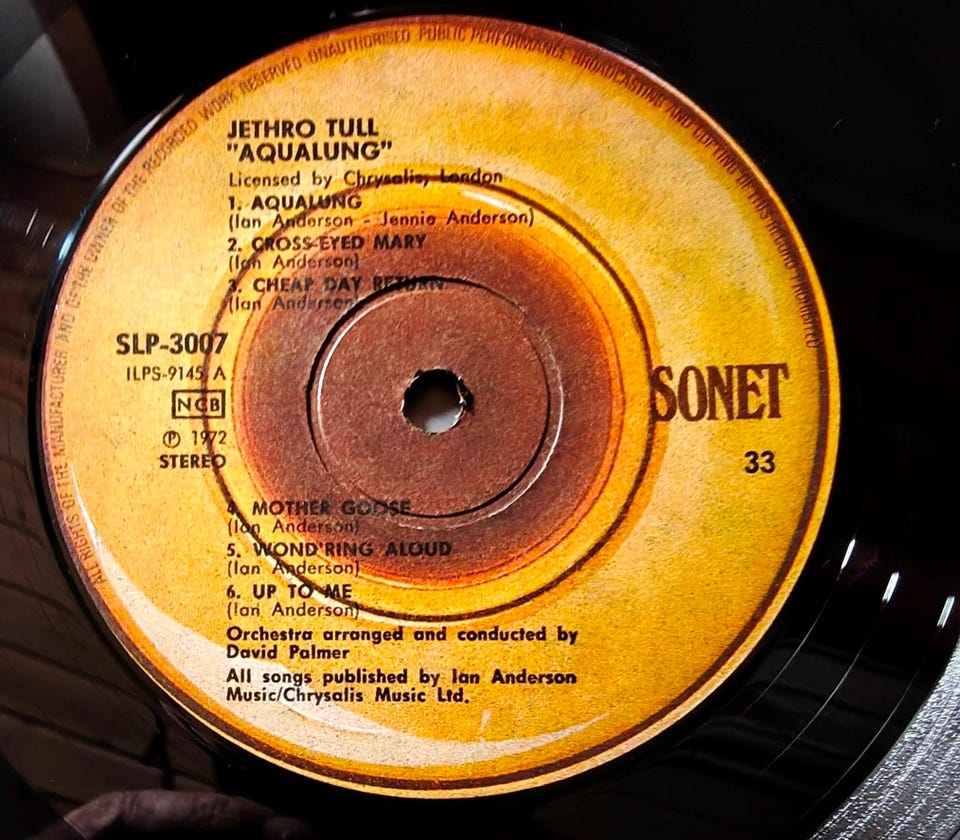 ALL RIGHTS OF THE MANUFACTURER AND OF THE OWNER OF THE RECORDED WORK RESERVED UNAUTHORISED PUBLIC PERFORMANCE BROADCASTING AND COPYING OF THIS RECORD PROHIBITED
JETHRO TULL
"AQUALUNG"
Licensed by Chrysalis, London
1. AQUALUNG
(Ian Anderson - Jennie Anderson)
2. CROSS-EYED MARY
(Ian Anderson)
3. CHEAP DAY RETURN
(Ian Anderson)
SLP-3007
ILPS-9145 A
NCB
℗ 1972
STEREO
SONET
33
4. MOTHER GOOSE
(Ian Anderson)
5. WOND'RING ALOUD
(Ian Anderson)
6. UP TO ME
(Ian Anderson)
Orchestra arranged and conducted by
David Palmer
All songs published by Ian Anderson
Music/Chrysalis Music Ltd.